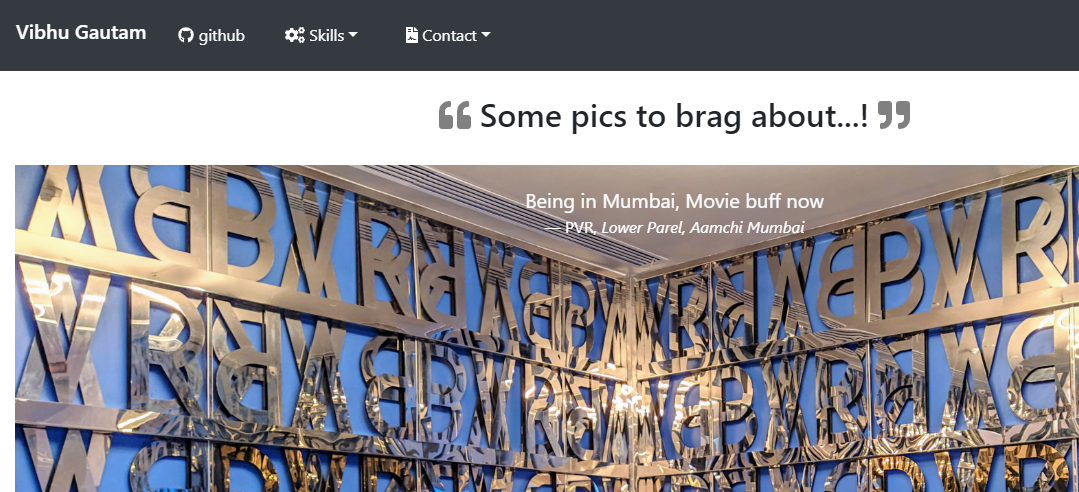 Vibhu Gautam github Skills Contact
Some pics to brag about...!
Being in Mumbai, Movie buff now
— PVR, Lower Parel, Aamchi Mumbai